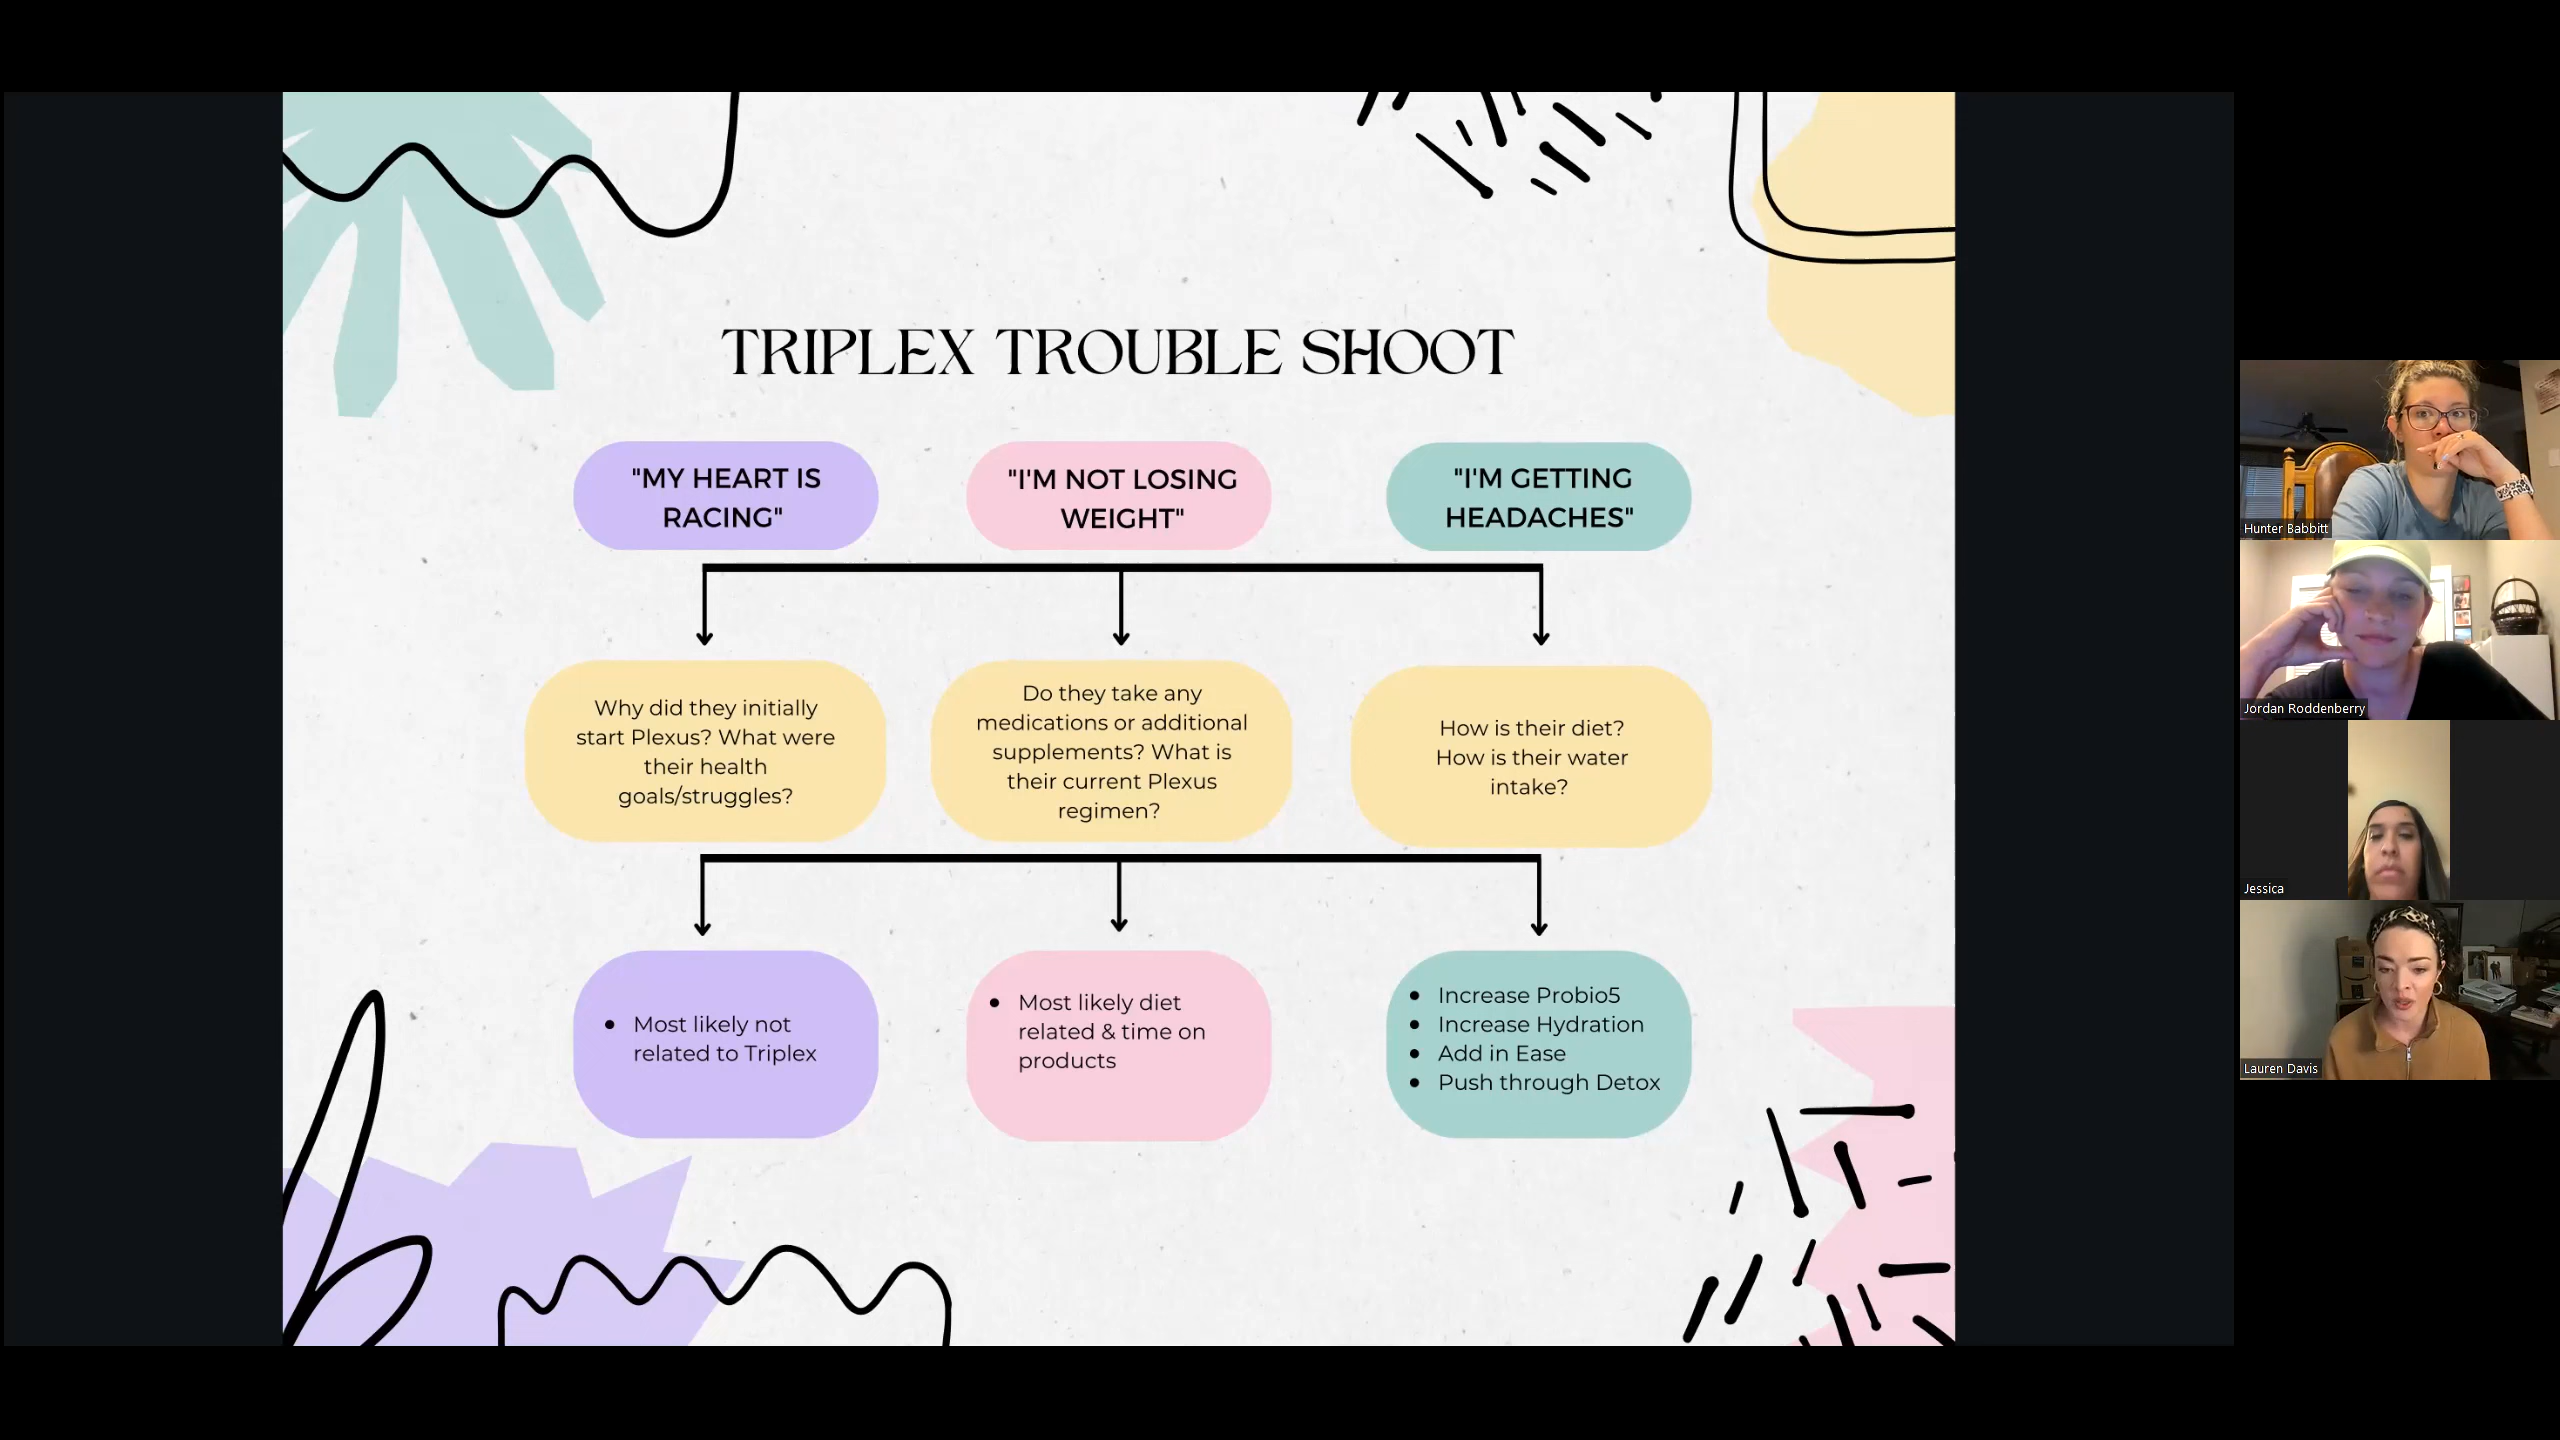 TRIPLEX TROUBLE SHOOT
"MY HEART IS
RACING"
"I'M NOT LOSING
WEIGHT"
"I'M GETTING
HEADACHES"
Why did they initially
start Plexus? What were
their health
goals/struggles?
Do they take any
medications or additional
supplements? What is
their current Plexus
regimen?
How is their diet?
How is their water
intake?
• Most likely not
related to Triplex
• Most likely diet
related & time on
products
• Increase Probio5
• Increase Hydration
• Add in Ease
• Push through Detox
Hunter Babbitt
Jordan Roddenberry
Jessica
Lauren Davis